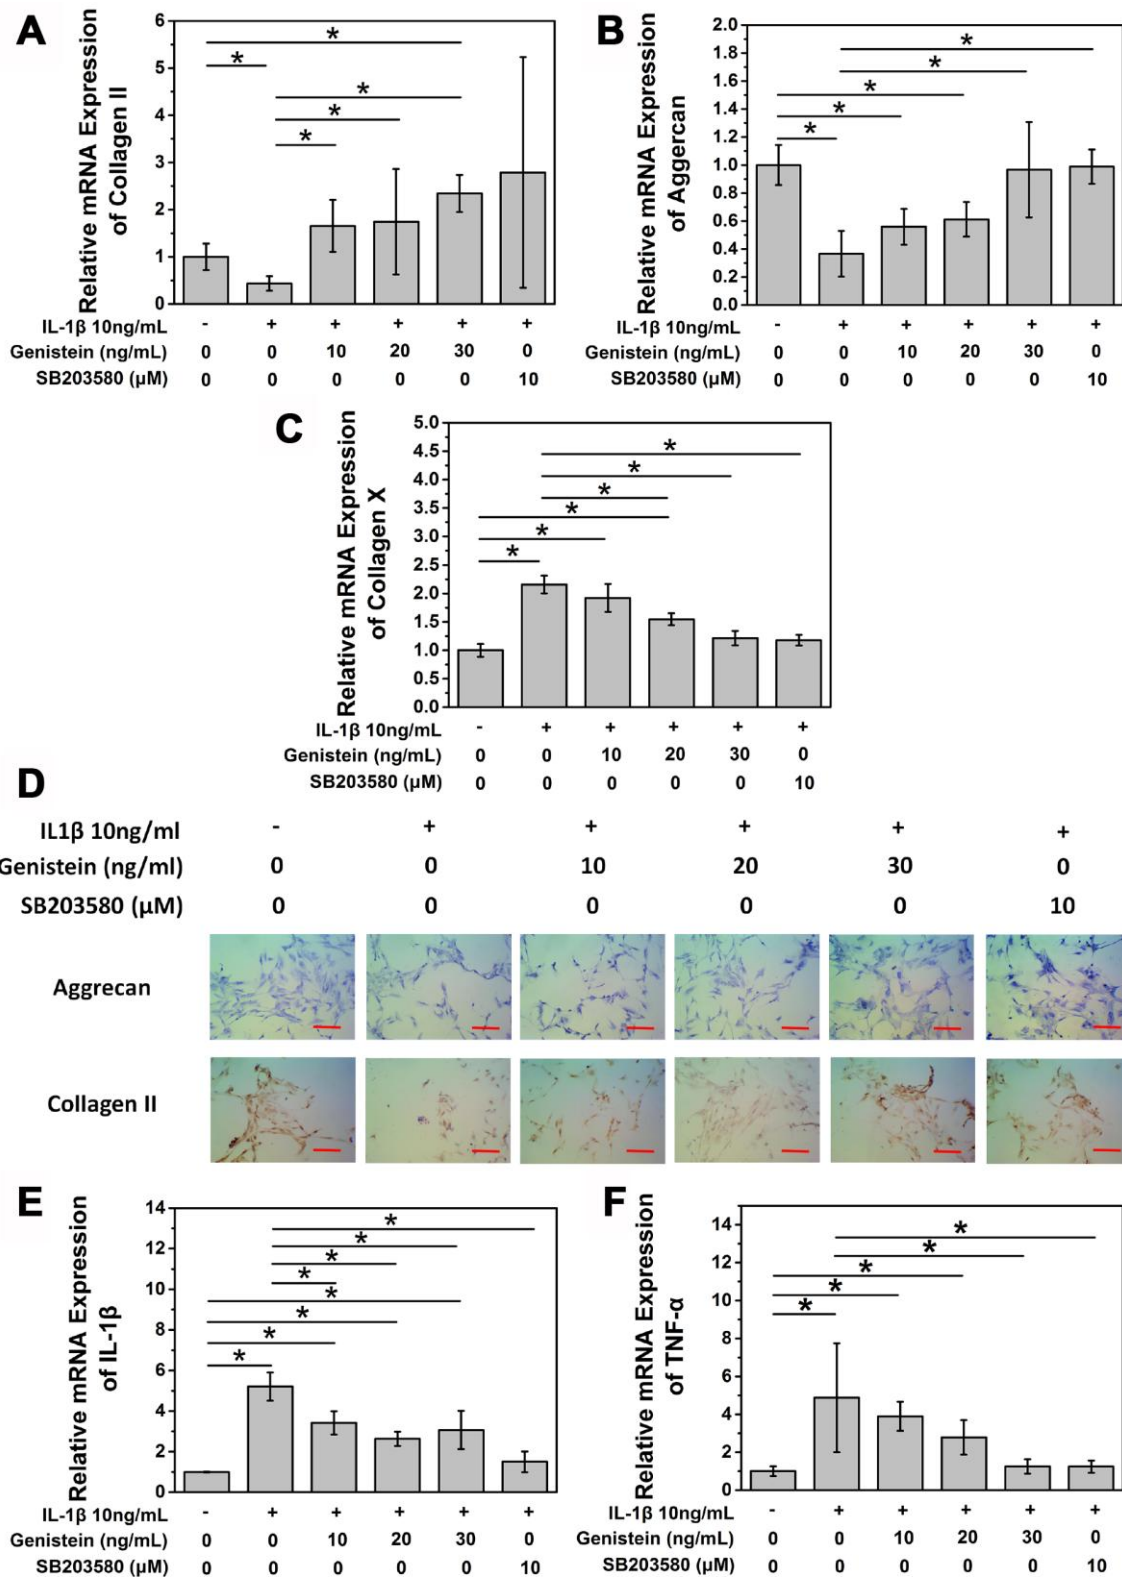 A
Relative mRNA Expression
of Collagen II
6
5
4
3
2
1
0
* * * * *
IL-1β 10ng/mL - + + + + +
Genistein (ng/mL) 0 0 10 20 30 0
SB203580 (μM) 0 0 0 0 0 10
B
Relative mRNA Expression
of Aggercan
2.0
1.8
1.6
1.4
1.2
1.0
0.8
0.6
0.4
0.2
0.0
* * * * *
IL-1β 10ng/mL - + + + + +
Genistein (ng/mL) 0 0 10 20 30 0
SB203580 (μM) 0 0 0 0 0 10
C
Relative mRNA Expression
of Collagen X
5.0
4.5
4.0
3.5
3.0
2.5
2.0
1.5
1.0
0.5
0.0
* * * * * *
IL-1β 10ng/mL - + + + + +
Genistein (ng/mL) 0 0 10 20 30 0
SB203580 (μM) 0 0 0 0 0 10
D
IL1β 10ng/ml - + + + + +
Genistein (ng/ml) 0 0 10 20 30 0
SB203580 (μM) 0 0 0 0 0 10
Aggrecan
Collagen II
E
Relative mRNA Expression
of IL-1β
14
12
10
8
6
4
2
0
* * * * * * * *
IL-1β 10ng/mL - + + + + +
Genistein (ng/mL) 0 0 10 20 30 0
SB203580 (μM) 0 0 0 0 0 10
F
Relative mRNA Expression
of TNF-α
14
12
10
8
6
4
2
0
* * * * *
IL-1β 10ng/mL - + + + + +
Genistein (ng/mL) 0 0 10 20 30 0
SB203580 (μM) 0 0 0 0 0 10